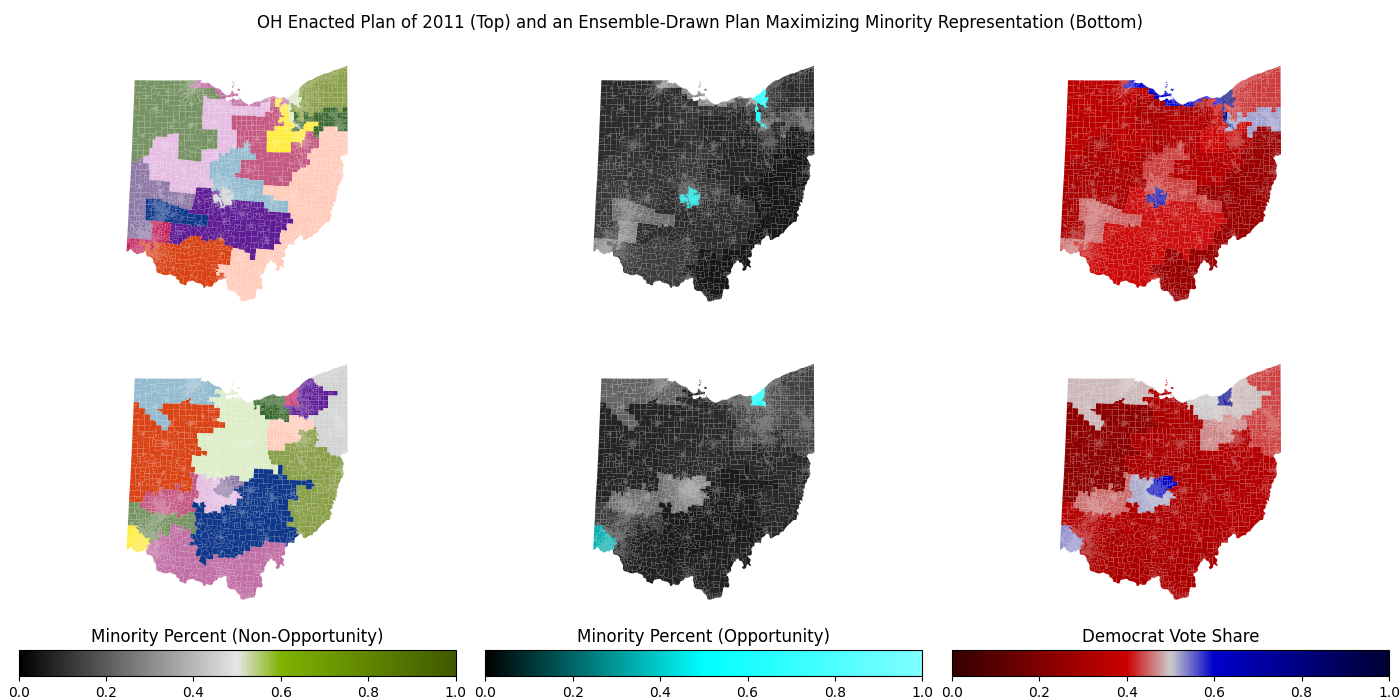 OH Enacted Plan of 2011 (Top) and an Ensemble-Drawn Plan Maximizing Minority Representation (Bottom)
Minority Percent (Non-Opportunity)
Minority Percent (Opportunity)
Democrat Vote Share
0.0 0.2 0.4 0.6 0.8 1.0
0.0 0.2 0.4 0.6 0.8 1.0
0.0 0.2 0.4 0.6 0.8 1.0